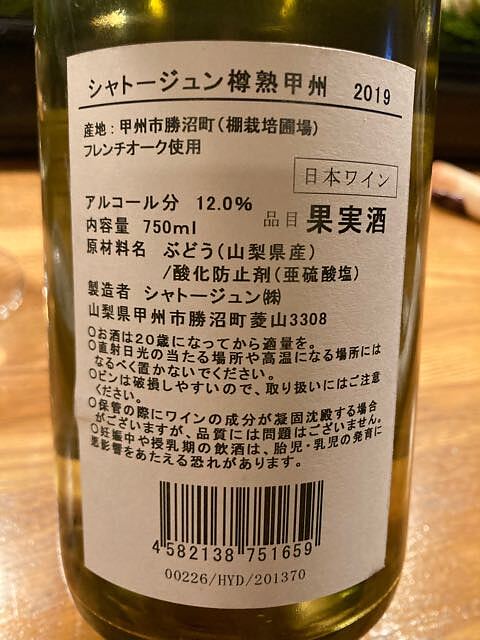 シャトージュン樽熟甲州　2019
産地：甲州市勝沼町（棚栽培圃場）
フレンチオーク使用
日本ワイン
アルコール分　12.0%
品目 果実酒
内容量　750ml
原材料名　ぶどう（山梨県産）
/酸化防止剤（亜硫酸塩）
製造者　シャトージュン㈱
山梨県甲州市勝沼町菱山3308
○お酒は20歳になってから適量を。
○直射日光の当たる場所や高温になる場所には
なるべく置かないでください。
○ビンは破損しやすいので、取り扱いにはご注意
ください。
○保管の際にワインの成分が凝固沈殿する場合
がございますが、品質には問題はございません。
○妊娠中や授乳期の飲酒は、胎児・乳児の発育に
悪影響をあたえる恐れがあります。
4 582138 751659
00226/HYD/201370